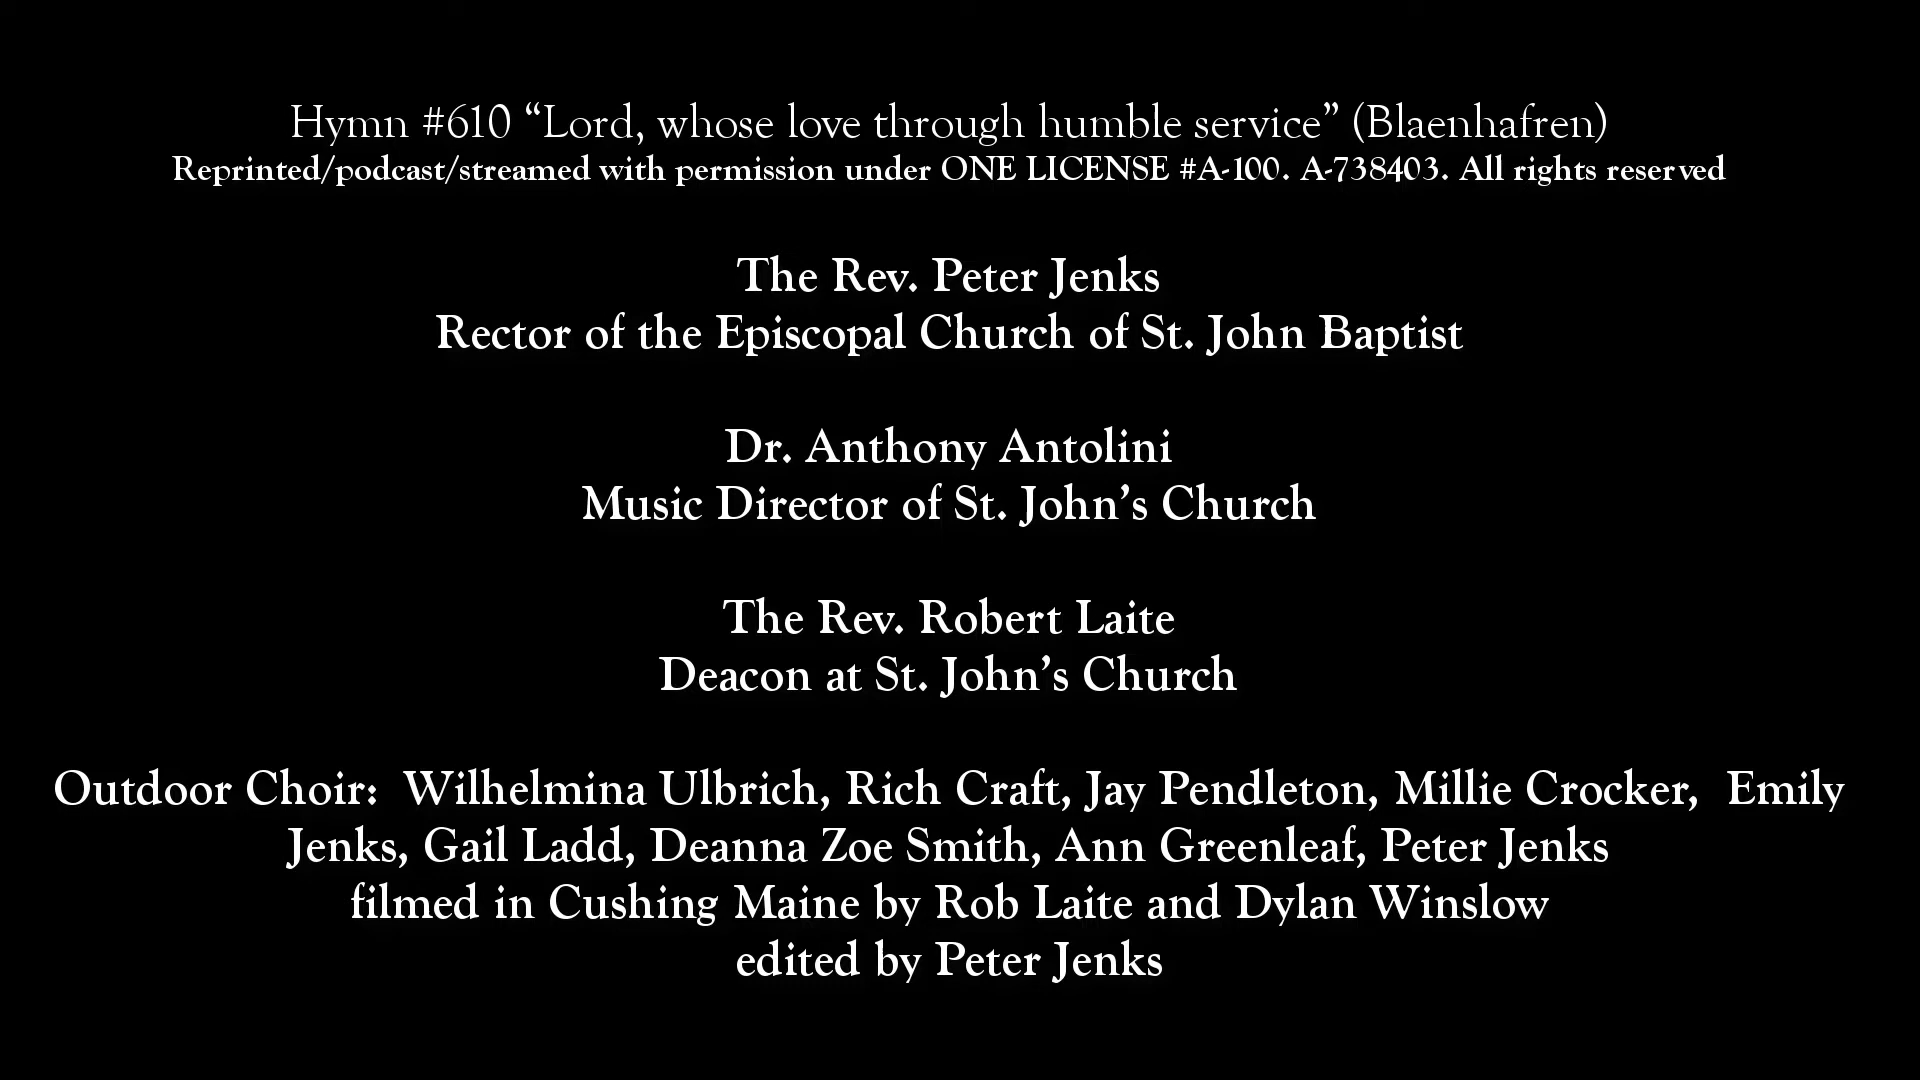 Hymn #610 “Lord, whose love through humble service” (Blaenhafren)
Reprinted/podcast/streamed with permission under ONE LICENSE #A-100. A-738403. All rights reserved
The Rev. Peter Jenks
Rector of the Episcopal Church of St. John Baptist
Dr. Anthony Antolini
Music Director of St. John’s Church
The Rev. Robert Laite
Deacon at St. John’s Church
Outdoor Choir:  Wilhelmina Ulbrich, Rich Craft, Jay Pendleton, Millie Crocker,  Emily
Jenks, Gail Ladd, Deanna Zoe Smith, Ann Greenleaf, Peter Jenks
filmed in Cushing Maine by Rob Laite and Dylan Winslow
edited by Peter Jenks